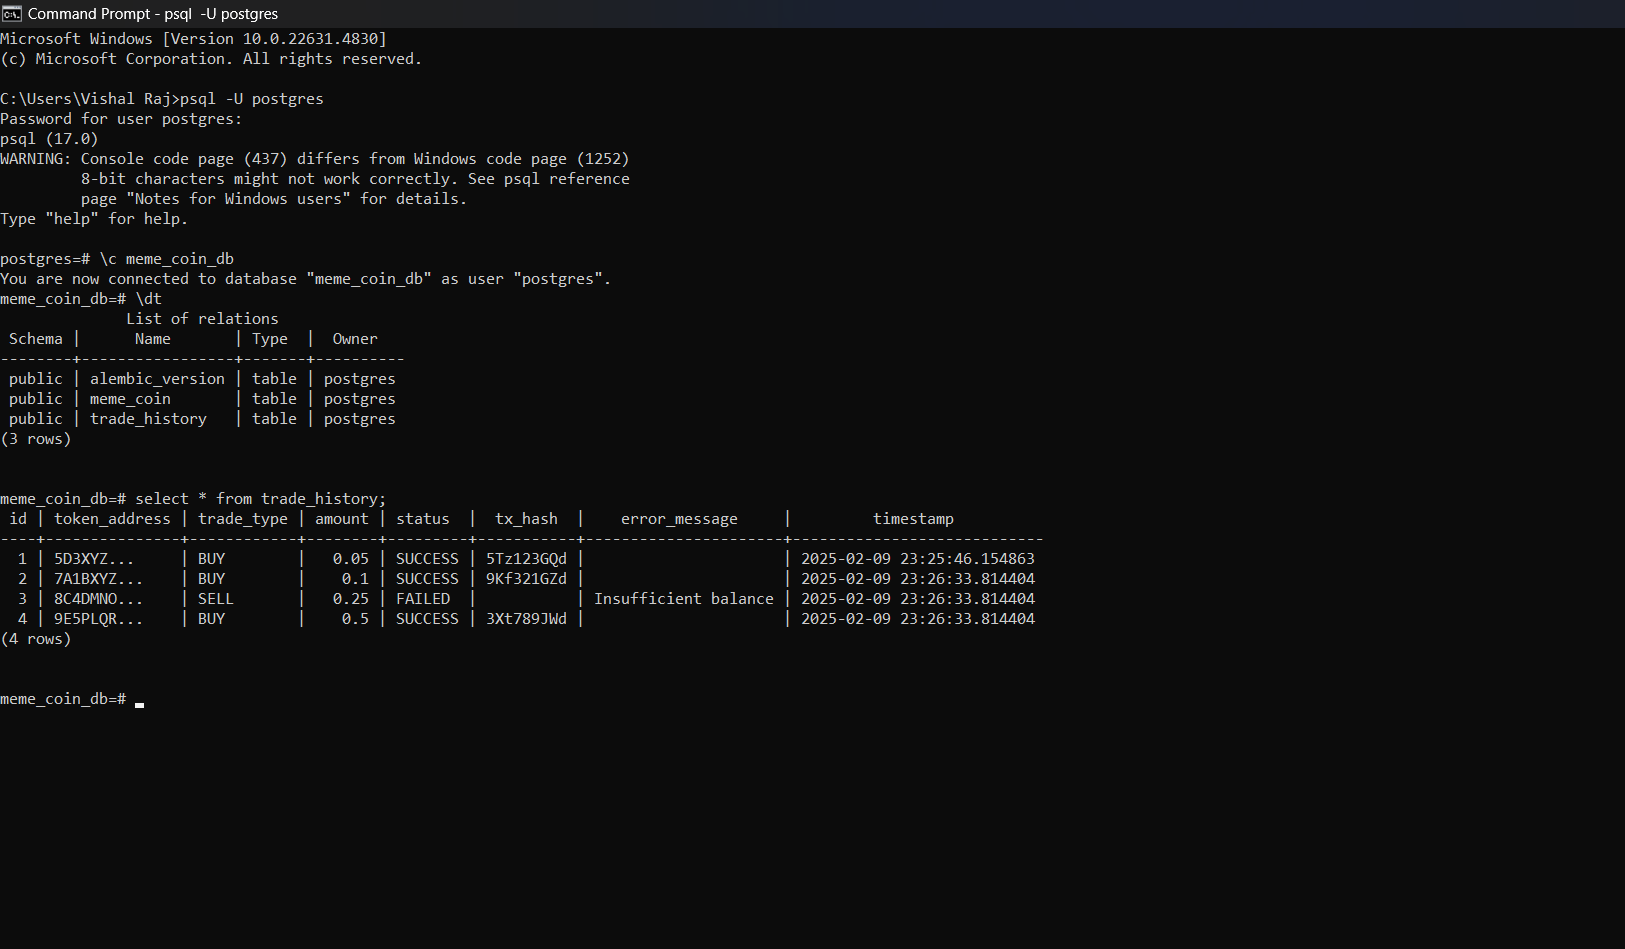 Command Prompt - psql  -U postgres
Microsoft Windows [Version 10.0.22631.4830]
(c) Microsoft Corporation. All rights reserved.
C:\Users\Vishal Raj>psql -U postgres
Password for user postgres:
psql (17.0)
WARNING: Console code page (437) differs from Windows code page (1252)
         8-bit characters might not work correctly. See psql reference
         page "Notes for Windows users" for details.
Type "help" for help.
postgres=# \c meme_coin_db
You are now connected to database "meme_coin_db" as user "postgres".
meme_coin_db=# \dt
              List of relations
 Schema |      Name       | Type  |  Owner
--------+-----------------+-------+----------
 public | alembic_version | table | postgres
 public | meme_coin       | table | postgres
 public | trade_history   | table | postgres
(3 rows)
meme_coin_db=# select * from trade_history;
 id | token_address | trade_type | amount | status  |  tx_hash  |    error_message     |         timestamp
----+---------------+------------+--------+---------+-----------+----------------------+----------------------------
  1 | 5D3XYZ...     | BUY        |   0.05 | SUCCESS | 5Tz123GQd |                      | 2025-02-09 23:25:46.154863
  2 | 7A1BXYZ...    | BUY        |    0.1 | SUCCESS | 9Kf321GZd |                      | 2025-02-09 23:26:33.814404
  3 | 8C4DMNO...    | SELL       |   0.25 | FAILED  |           | Insufficient balance | 2025-02-09 23:26:33.814404
  4 | 9E5PLQR...    | BUY        |    0.5 | SUCCESS | 3Xt789JWd |                      | 2025-02-09 23:26:33.814404
(4 rows)
meme_coin_db=#